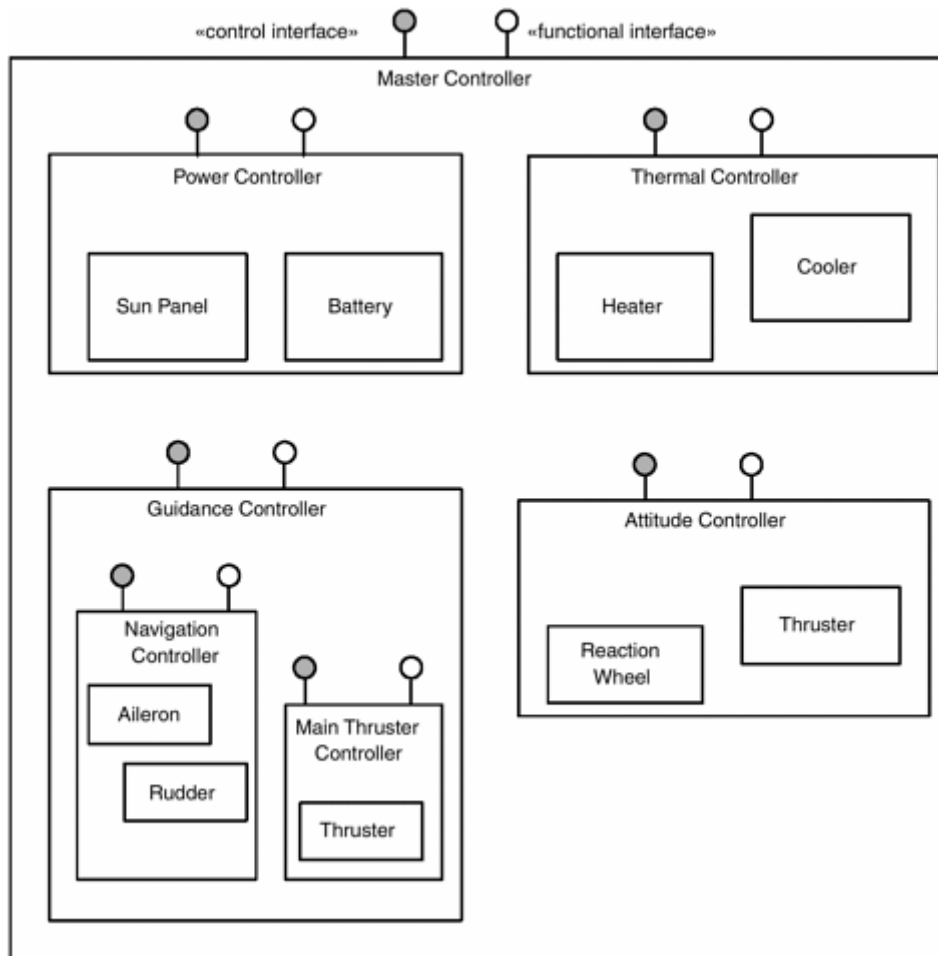 «control interface»
«functional interface»
Master Controller
Power Controller
Sun Panel
Battery
Thermal Controller
Heater
Cooler
Guidance Controller
Navigation
Controller
Aileron
Rudder
Main Thruster
Controller
Thruster
Attitude Controller
Reaction
Wheel
Thruster